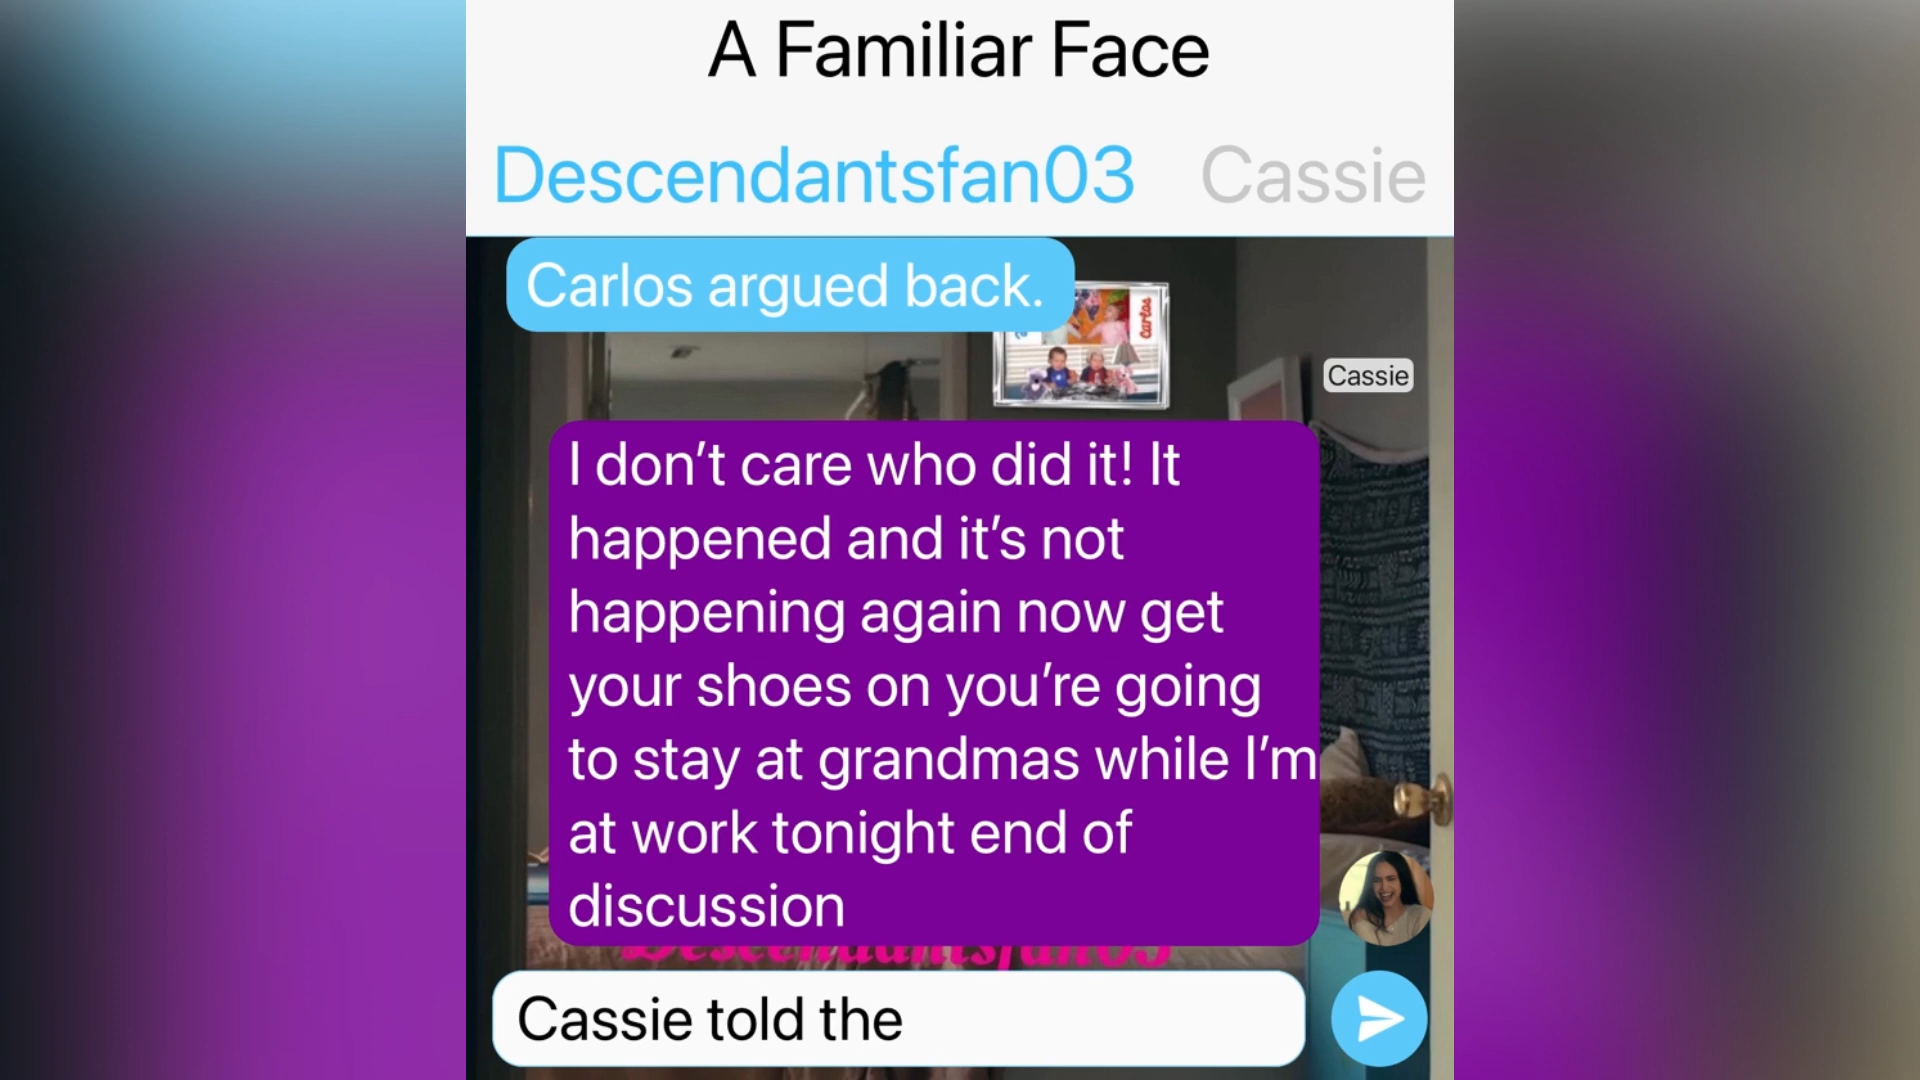 A Familiar Face
Descendantsfan03 Cassie
Carlos argued back.
Carlos
Cassie
I don’t care who did it! It
happened and it’s not
happening again now get
your shoes on you’re going
to stay at grandmas while I’m
at work tonight end of
discussion
Descendantsfan03
Cassie told the